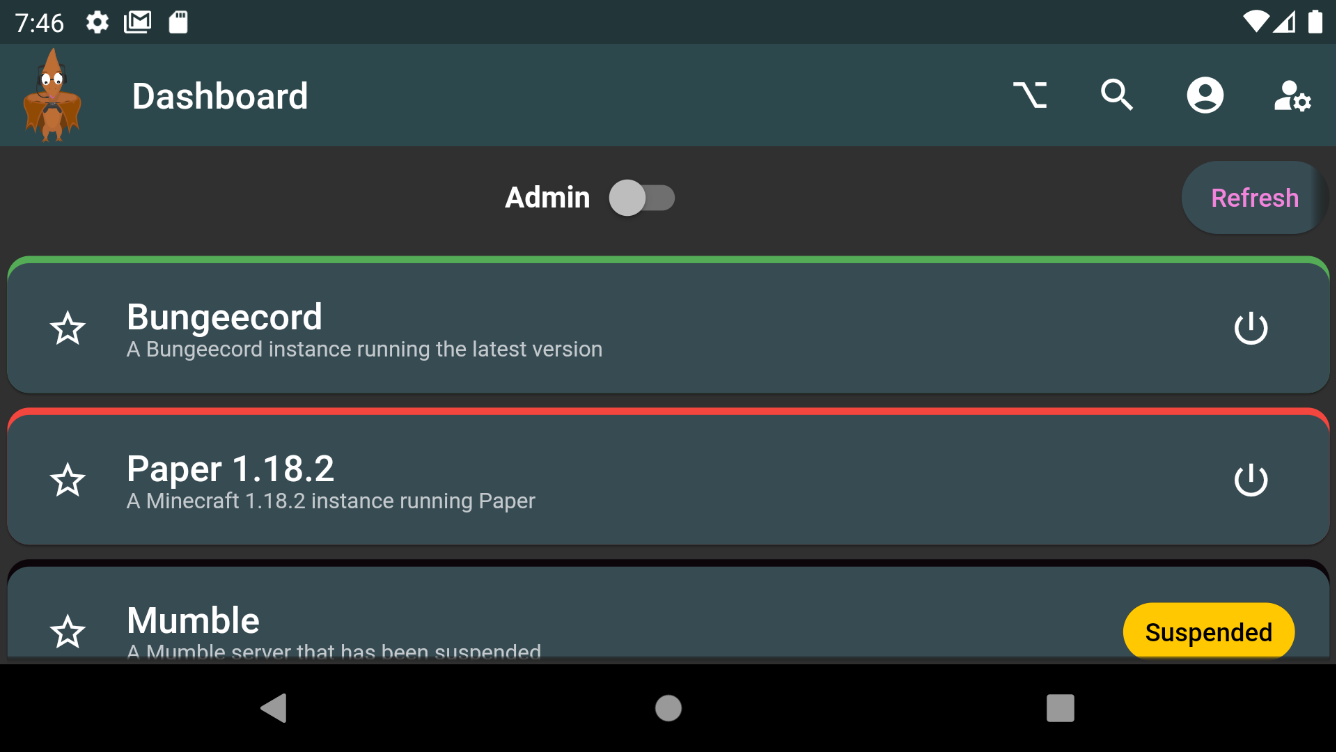 7:46
Dashboard
Admin
Refresh
Bungeecord
A Bungeecord instance running the latest version
Paper 1.18.2
A Minecraft 1.18.2 instance running Paper
Mumble
Suspended
A Mumble server that has been suspended